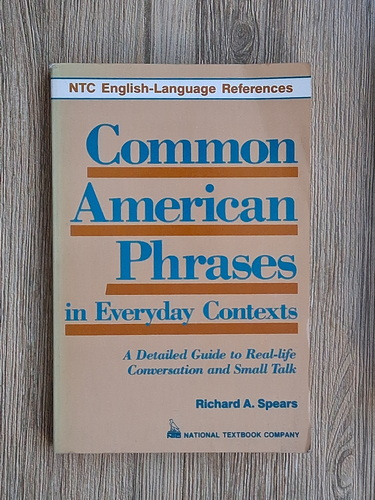 NTC English-Language References
Common
American
Phrases
in Everyday Contexts
A Detailed Guide to Real-life
Conversation and Small Talk
Richard A. Spears
NATIONAL TEXTBOOK COMPANY